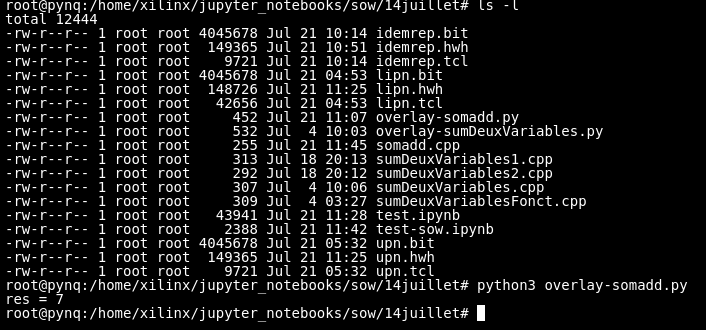 root@pynq:/home/xilinx/jupyter_notebooks/sow/14juillet# ls -l
total 12444
-rw-r--r-- 1 root root 4045678 Jul 21 10:14 idemrep.bit
-rw-r--r-- 1 root root  149365 Jul 21 10:51 idemrep.hwh
-rw-r--r-- 1 root root    9721 Jul 21 10:14 idemrep.tcl
-rw-r--r-- 1 root root 4045678 Jul 21 04:53 lipn.bit
-rw-r--r-- 1 root root  148726 Jul 21 11:25 lipn.hwh
-rw-r--r-- 1 root root   42656 Jul 21 04:53 lipn.tcl
-rw-r--r-- 1 root root     452 Jul 21 11:07 overlay-somadd.py
-rw-r--r-- 1 root root     532 Jul  4 10:03 overlay-sumDeuxVariables.py
-rw-r--r-- 1 root root     255 Jul 21 11:45 somadd.cpp
-rw-r--r-- 1 root root     313 Jul 18 20:13 sumDeuxVariables1.cpp
-rw-r--r-- 1 root root     292 Jul 18 20:12 sumDeuxVariables2.cpp
-rw-r--r-- 1 root root     307 Jul  4 10:06 sumDeuxVariables.cpp
-rw-r--r-- 1 root root     309 Jul  4 03:27 sumDeuxVariablesFonct.cpp
-rw-r--r-- 1 root root   43941 Jul 21 11:28 test.ipynb
-rw-r--r-- 1 root root    2388 Jul 21 11:42 test-sow.ipynb
-rw-r--r-- 1 root root 4045678 Jul 21 05:32 upn.bit
-rw-r--r-- 1 root root  149365 Jul 21 11:25 upn.hwh
-rw-r--r-- 1 root root    9721 Jul 21 05:32 upn.tcl
root@pynq:/home/xilinx/jupyter_notebooks/sow/14juillet# python3 overlay-somadd.py
res = 7
root@pynq:/home/xilinx/jupyter_notebooks/sow/14juillet#